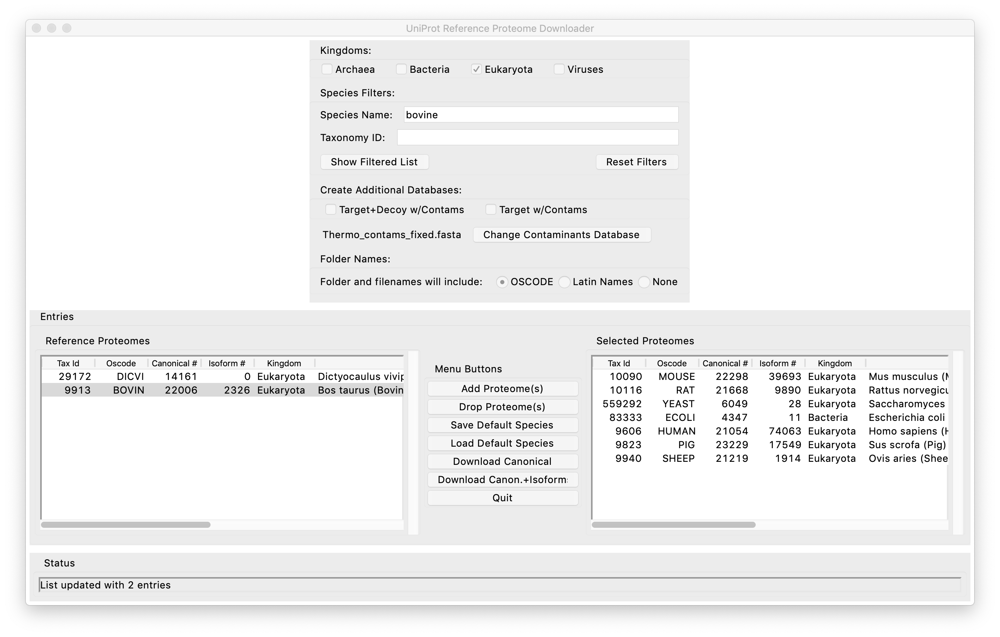 UniProt Reference Proteome Downloader
Kingdoms:
Archaea Bacteria Eukaryota Viruses
Species Filters:
Species Name: bovine
Taxonomy ID:
Show Filtered List Reset Filters
Create Additional Databases:
Target+Decoy w/Contams Target w/Contams
Thermo_contams_fixed.fasta Change Contaminants Database
Folder Names:
Folder and filenames will include: OSCODE Latin Names None
Entries
Reference Proteomes
Tax Id Oscode Canonical # Isoform # Kingdom
29172 DICVI 14161 0 Eukaryota Dictyocaulus vivip
9913 BOVIN 22006 2326 Eukaryota Bos taurus (Bovin
Menu Buttons
Add Proteome(s)
Drop Proteome(s)
Save Default Species
Load Default Species
Download Canonical
Download Canon.+Isoforms
Quit
Selected Proteomes
Tax Id Oscode Canonical # Isoform # Kingdom
10090 MOUSE 22298 39693 Eukaryota Mus musculus (M
10116 RAT 21668 9890 Eukaryota Rattus norvegicu
559292 YEAST 6049 28 Eukaryota Saccharomyces
83333 ECOLI 4347 11 Bacteria Escherichia coli
9606 HUMAN 21054 74063 Eukaryota Homo sapiens (H
9823 PIG 23229 17549 Eukaryota Sus scrofa (Pig)
9940 SHEEP 21219 1914 Eukaryota Ovis aries (Shee
Status
List updated with 2 entries